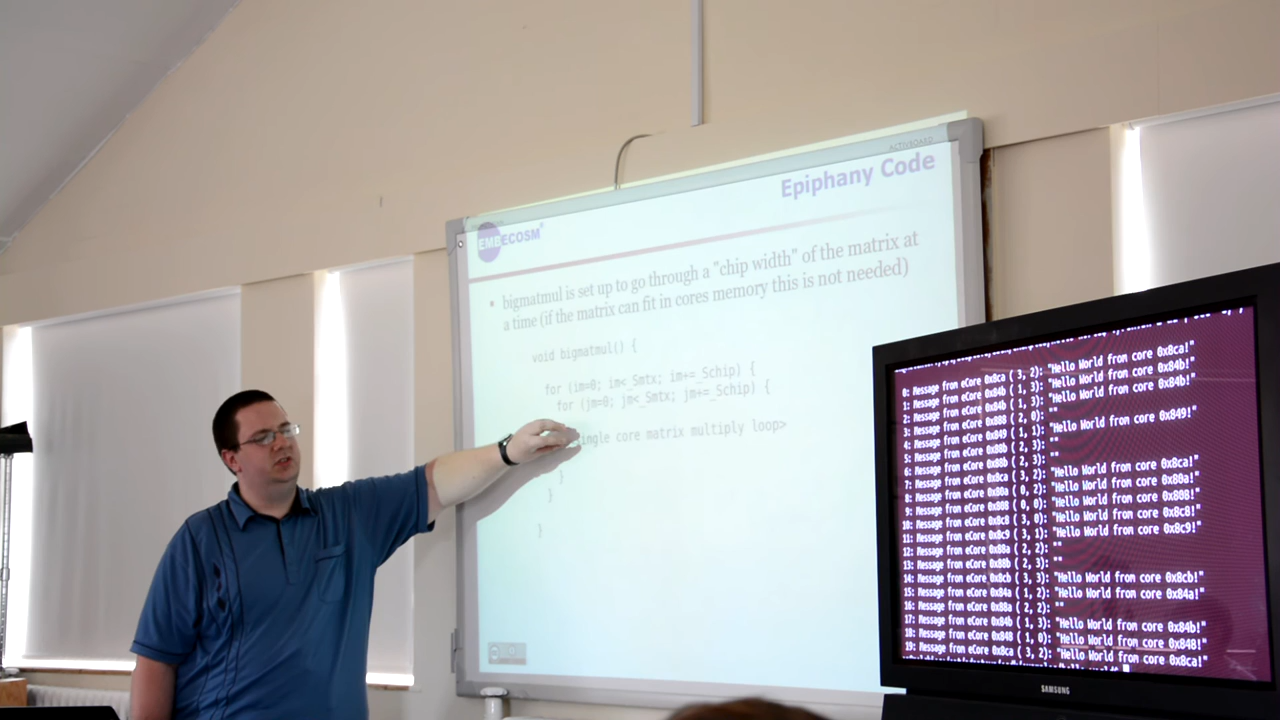 ACTIVBOARD
Epiphany Code
EMBECOSM®
• bigmatmul is set up to go through a "chip width" of the matrix at
a time (if the matrix can fit in cores memory this is not needed)
void bigmatmul() {
for (im=0; im<_Smtx; im+=_Schip) {
for (jm=0; jm<_Smtx; jm+=_Schip) {
single core matrix multiply loop>
}
}
}
0: Message from eCore 0x8ca ( 3, 2): "Hello World from core 0x8ca!"
1: Message from eCore 0x84b ( 1, 3): "Hello World from core 0x84b!"
2: Message from eCore 0x84b ( 1, 3): "Hello World from core 0x84b!"
3: Message from eCore 0x888 ( 2, 0): ""
4: Message from eCore 0x849 ( 1, 1): "Hello World from core 0x849!"
5: Message from eCore 0x88b ( 2, 3): ""
6: Message from eCore 0x88b ( 2, 3): ""
7: Message from eCore 0x8ca ( 3, 2): "Hello World from core 0x8ca!"
8: Message from eCore 0x80a ( 0, 2): "Hello World from core 0x80a!"
9: Message from eCore 0x808 ( 0, 0): "Hello World from core 0x808!"
10: Message from eCore 0x8c8 ( 3, 0): "Hello World from core 0x8c8!"
11: Message from eCore 0x8c9 ( 3, 1): "Hello World from core 0x8c9!"
12: Message from eCore 0x88a ( 2, 2): ""
13: Message from eCore 0x88b ( 2, 3): ""
14: Message from eCore 0x8cb ( 3, 3): "Hello World from core 0x8cb!"
15: Message from eCore 0x84a ( 1, 2): "Hello World from core 0x84a!"
16: Message from eCore 0x88a ( 2, 2): ""
17: Message from eCore 0x84b ( 1, 3): "Hello World from core 0x84b!"
18: Message from eCore 0x848 ( 1, 0): "Hello World from core 0x848!"
19: Message from eCore 0x8ca ( 3, 2): "Hello World from core 0x8ca!"
SAMSUNG